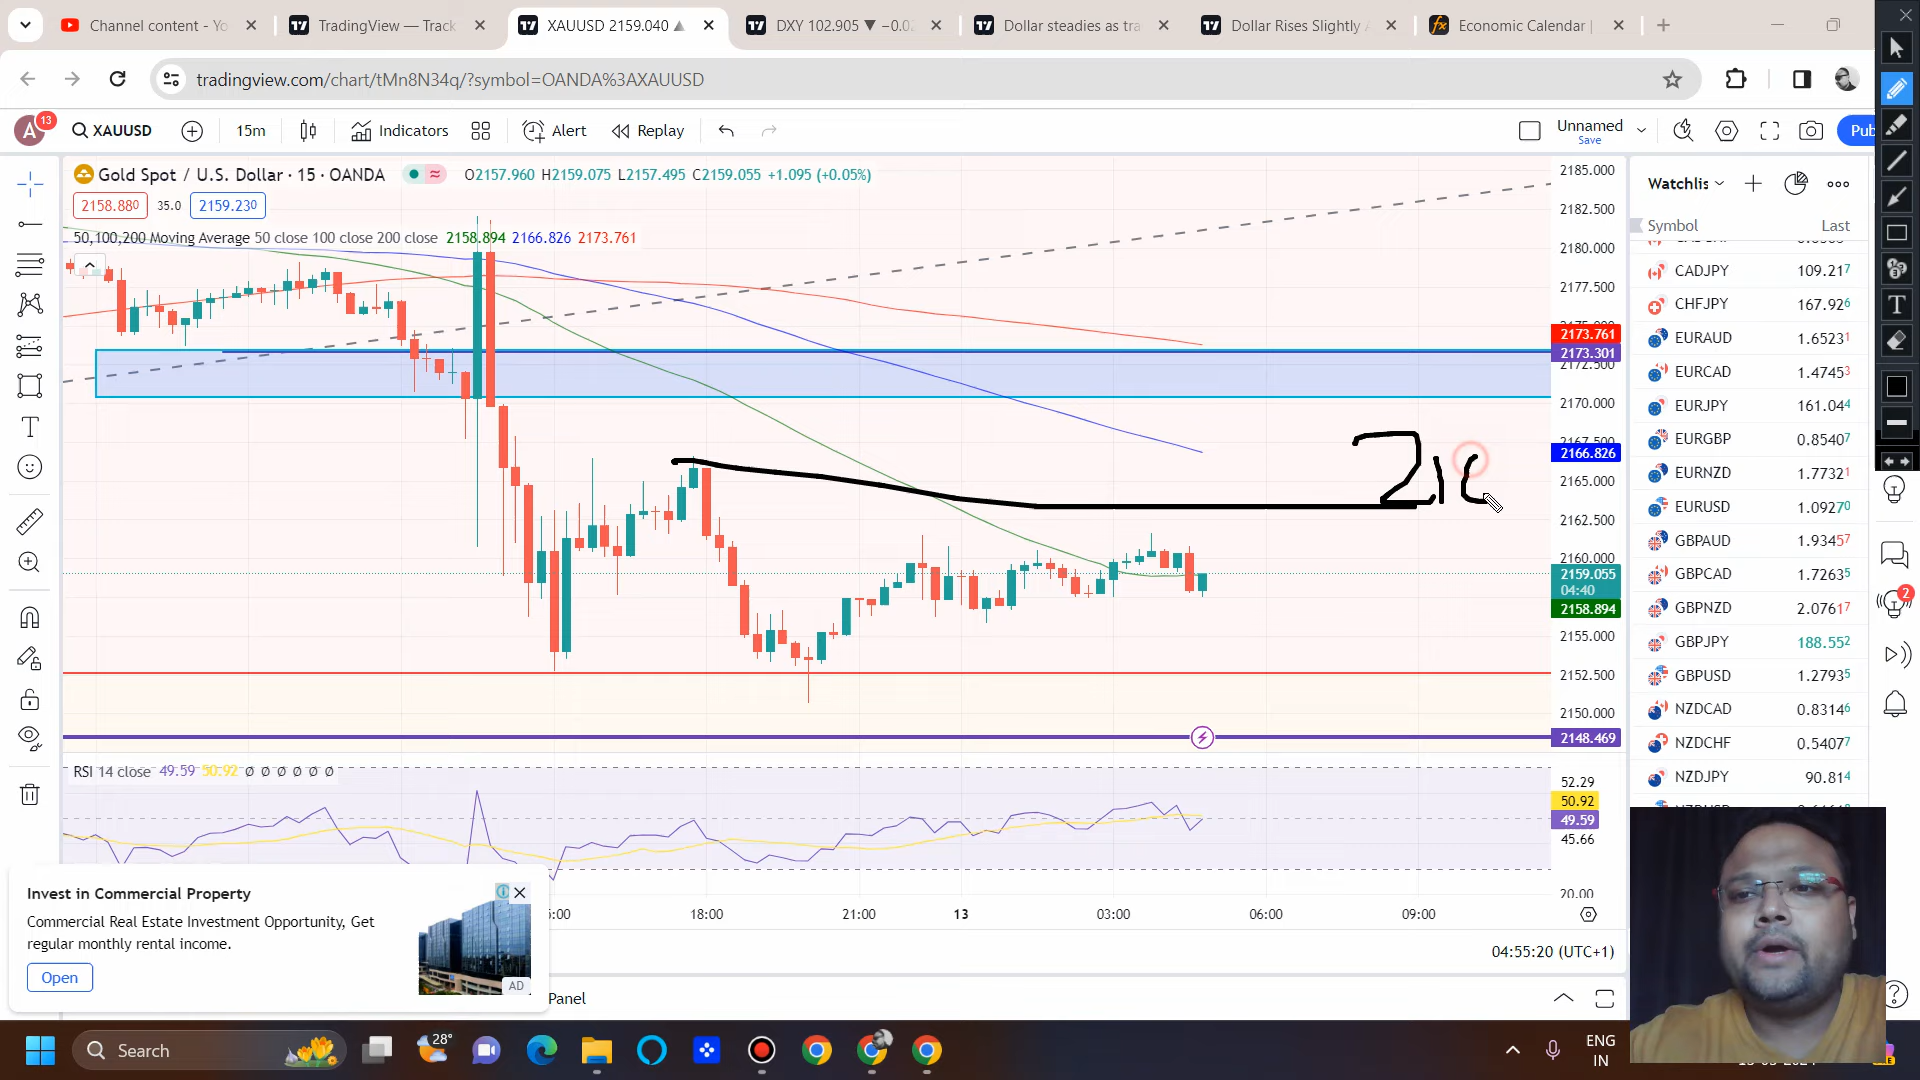 Channel content - Yo
TradingView — Track
XAUUSD 2159.040
DXY 102.905 ▼ −0.02
Dollar steadies as tra
Dollar Rises Slightly
Economic Calendar |
tradingview.com/chart/tMn8N34q/?symbol=OANDA%3AXAUUSD
A
13
XAUUSD
15m
Indicators
Alert
Replay
Unnamed
Save
Pub
Gold Spot / U.S. Dollar · 15 · OANDA
O2157.960 H2159.075 L2157.495 C2159.055 +1.095 (+0.05%)
2158.880
35.0
2159.230
50,100,200 Moving Average 50 close 100 close 200 close 2158.894 2166.826 2173.761
2185.000
2182.500
2180.000
2177.500
2173.761
2173.301
2172.500
2170.000
2167.500
2166.826
2165.000
2162.500
2160.000
2159.055
04:40
2158.894
2155.000
2152.500
2150.000
2148.469
21
RSI 14 close 49.59 50.92 Ø Ø Ø Ø Ø Ø
52.29
50.92
49.59
45.66
20.00
18:00
21:00
13
03:00
06:00
09:00
04:55:20 (UTC+1)
Panel
Watchlis
Symbol Last
CADJPY 109.217
CHFJPY 167.926
EURAUD 1.65231
EURCAD 1.47453
EURJPY 161.044
EURGBP 0.85407
EURNZD 1.77321
EURUSD 1.09270
GBPAUD 1.93457
GBPCAD 1.72635
GBPNZD 2.07617
GBPJPY 188.552
GBPUSD 1.27935
NZDCAD 0.83146
NZDCHF 0.54077
NZDJPY 90.814
2
Invest in Commercial Property
Commercial Real Estate Investment Opportunity, Get
regular monthly rental income.
Open
AD
Search
28°
ENG
IN